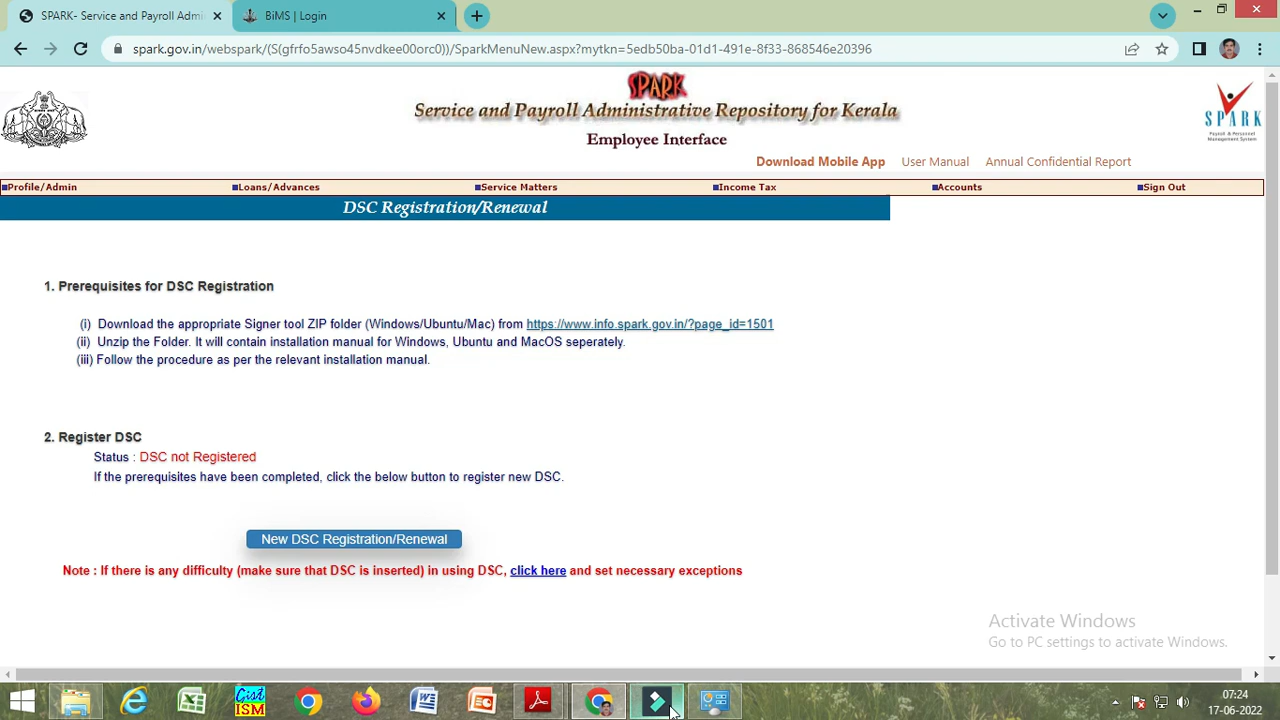 SPARK- Service and Payroll Admi
BiMS | Login
spark.gov.in/webspark/(S(gfrfo5awso45nvdkee00orc0))/SparkMenuNew.aspx?mytkn=5edb50ba-01d1-491e-8f33-868546e20396
SPARK
Service and Payroll Administrative Repository for Kerala
Employee Interface
SPARK
Payroll & Personnel
Management System
Download Mobile App User Manual Annual Confidential Report
Profile/Admin Loans/Advances Service Matters Income Tax Accounts Sign Out
DSC Registration/Renewal
1. Prerequisites for DSC Registration
(i) Download the appropriate Signer tool ZIP folder (Windows/Ubuntu/Mac) from https://www.info.spark.gov.in/?page_id=1501
(ii) Unzip the Folder. It will contain installation manual for Windows, Ubuntu and MacOS seperately.
(iii) Follow the procedure as per the relevant installation manual.
2. Register DSC
Status : DSC not Registered
If the prerequisites have been completed, click the below button to register new DSC.
New DSC Registration/Renewal
Note : If there is any difficulty (make sure that DSC is inserted) in using DSC, click here and set necessary exceptions
Activate Windows
Go to PC settings to activate Windows.
Gist
ISM
07:24
17-06-2022